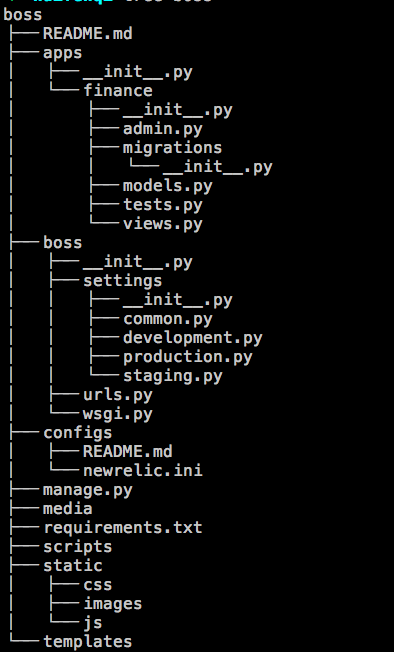 boss
├── README.md
├── apps
│   ├── __init__.py
│   └── finance
│       ├── __init__.py
│       ├── admin.py
│       ├── migrations
│       │   └── __init__.py
│       ├── models.py
│       ├── tests.py
│       └── views.py
├── boss
│   ├── __init__.py
│   ├── settings
│   │   ├── __init__.py
│   │   ├── common.py
│   │   ├── development.py
│   │   ├── production.py
│   │   └── staging.py
│   ├── urls.py
│   └── wsgi.py
├── configs
│   ├── README.md
│   └── newrelic.ini
├── manage.py
├── media
├── requirements.txt
├── scripts
├── static
│   ├── css
│   ├── images
│   └── js
└── templates